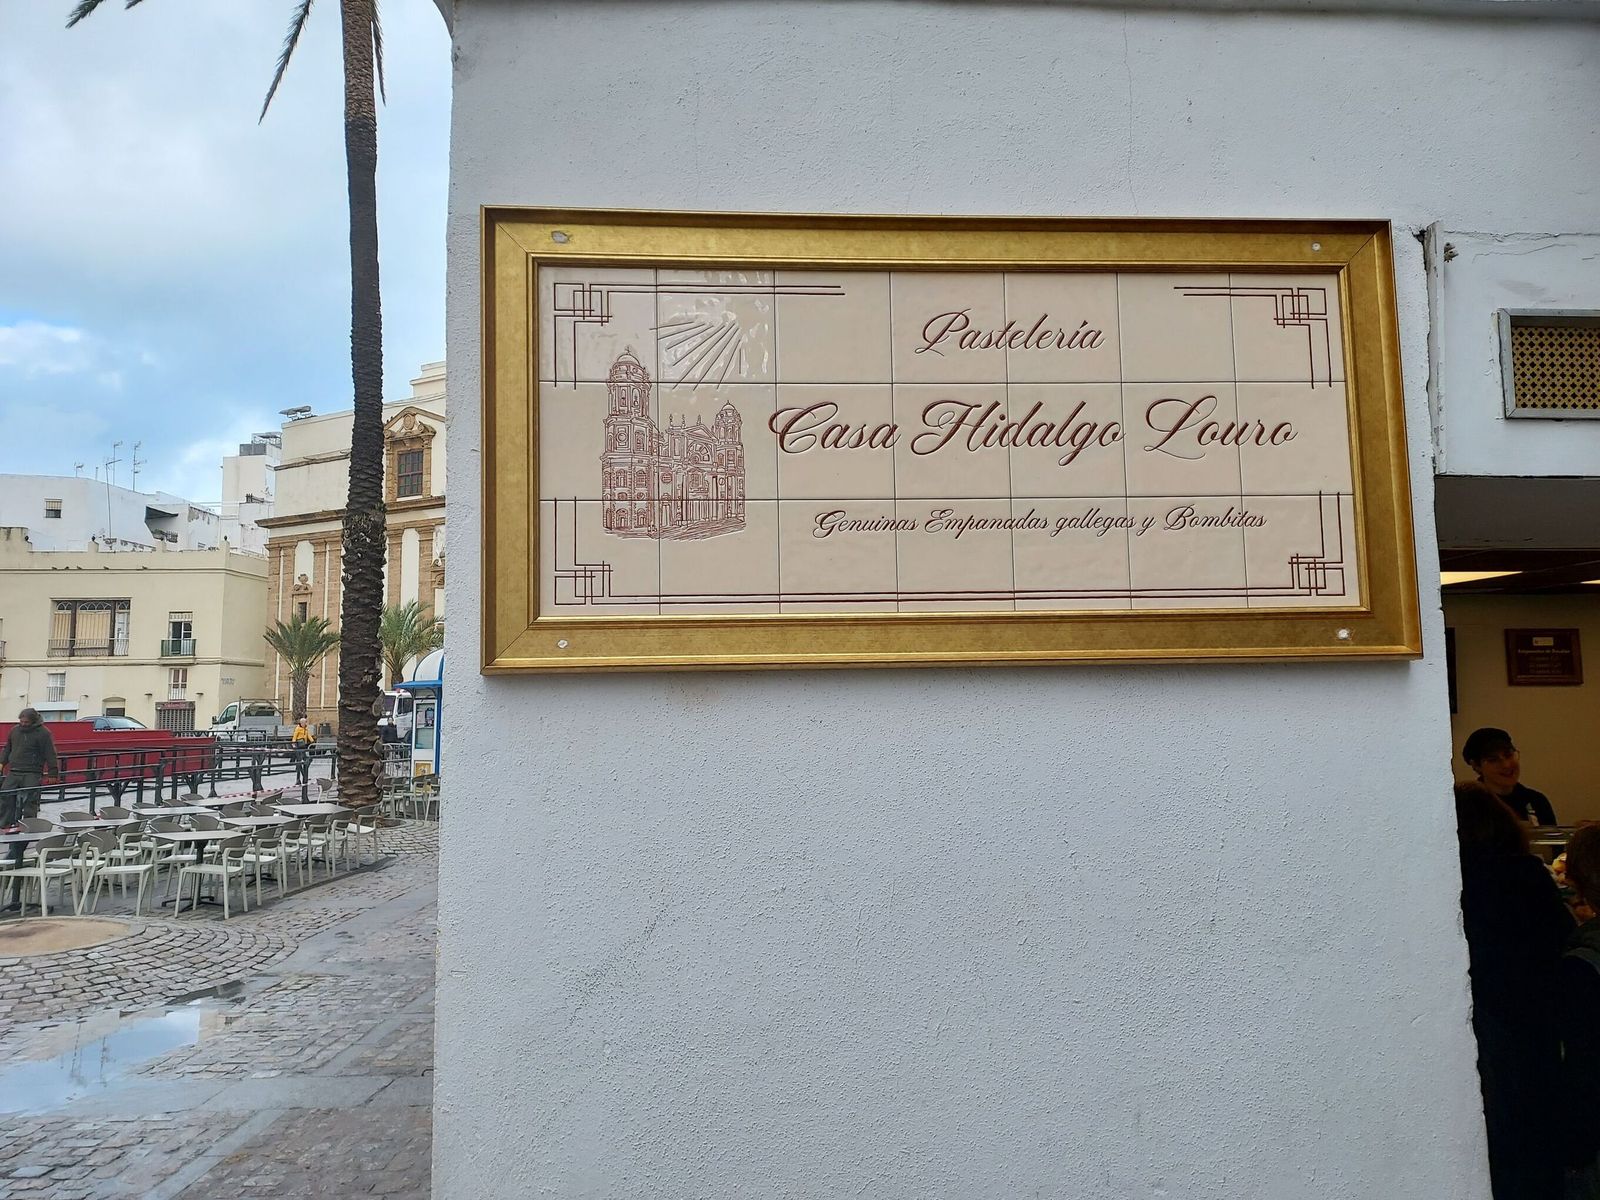 Pastelería
Casa Hidalgo Louro
Genuinas Empanadas gallegas y Bombitas